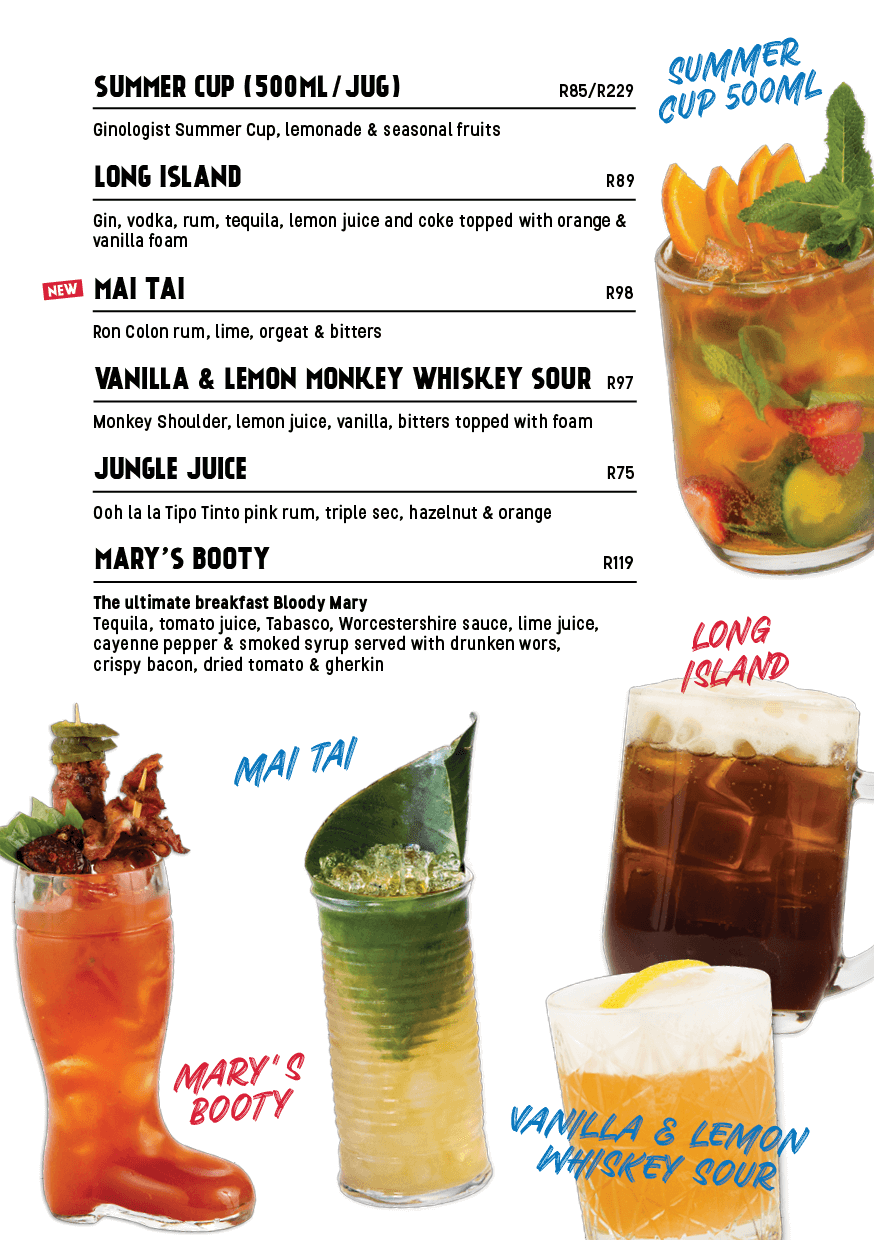 SUMMER CUP (500ML/JUG) R85/R229
Ginologist Summer Cup, lemonade & seasonal fruits
SUMMER
CUP 500ML
LONG ISLAND R89
Gin, vodka, rum, tequila, lemon juice and coke topped with orange &
vanilla foam
NEW MAI TAI R98
Ron Colon rum, lime, orgeat & bitters
VANILLA & LEMON MONKEY WHISKEY SOUR R97
Monkey Shoulder, lemon juice, vanilla, bitters topped with foam
JUNGLE JUICE R75
Ooh la la Tipo Tinto pink rum, triple sec, hazelnut & orange
MARY'S BOOTY R119
The ultimate breakfast Bloody Mary
Tequila, tomato juice, Tabasco, Worcestershire sauce, lime juice,
cayenne pepper & smoked syrup served with drunken wors,
crispy bacon, dried tomato & gherkin
LONG
ISLAND
MAI TAI
MARY'S
BOOTY
VANILLA & LEMON
WHISKEY SOUR